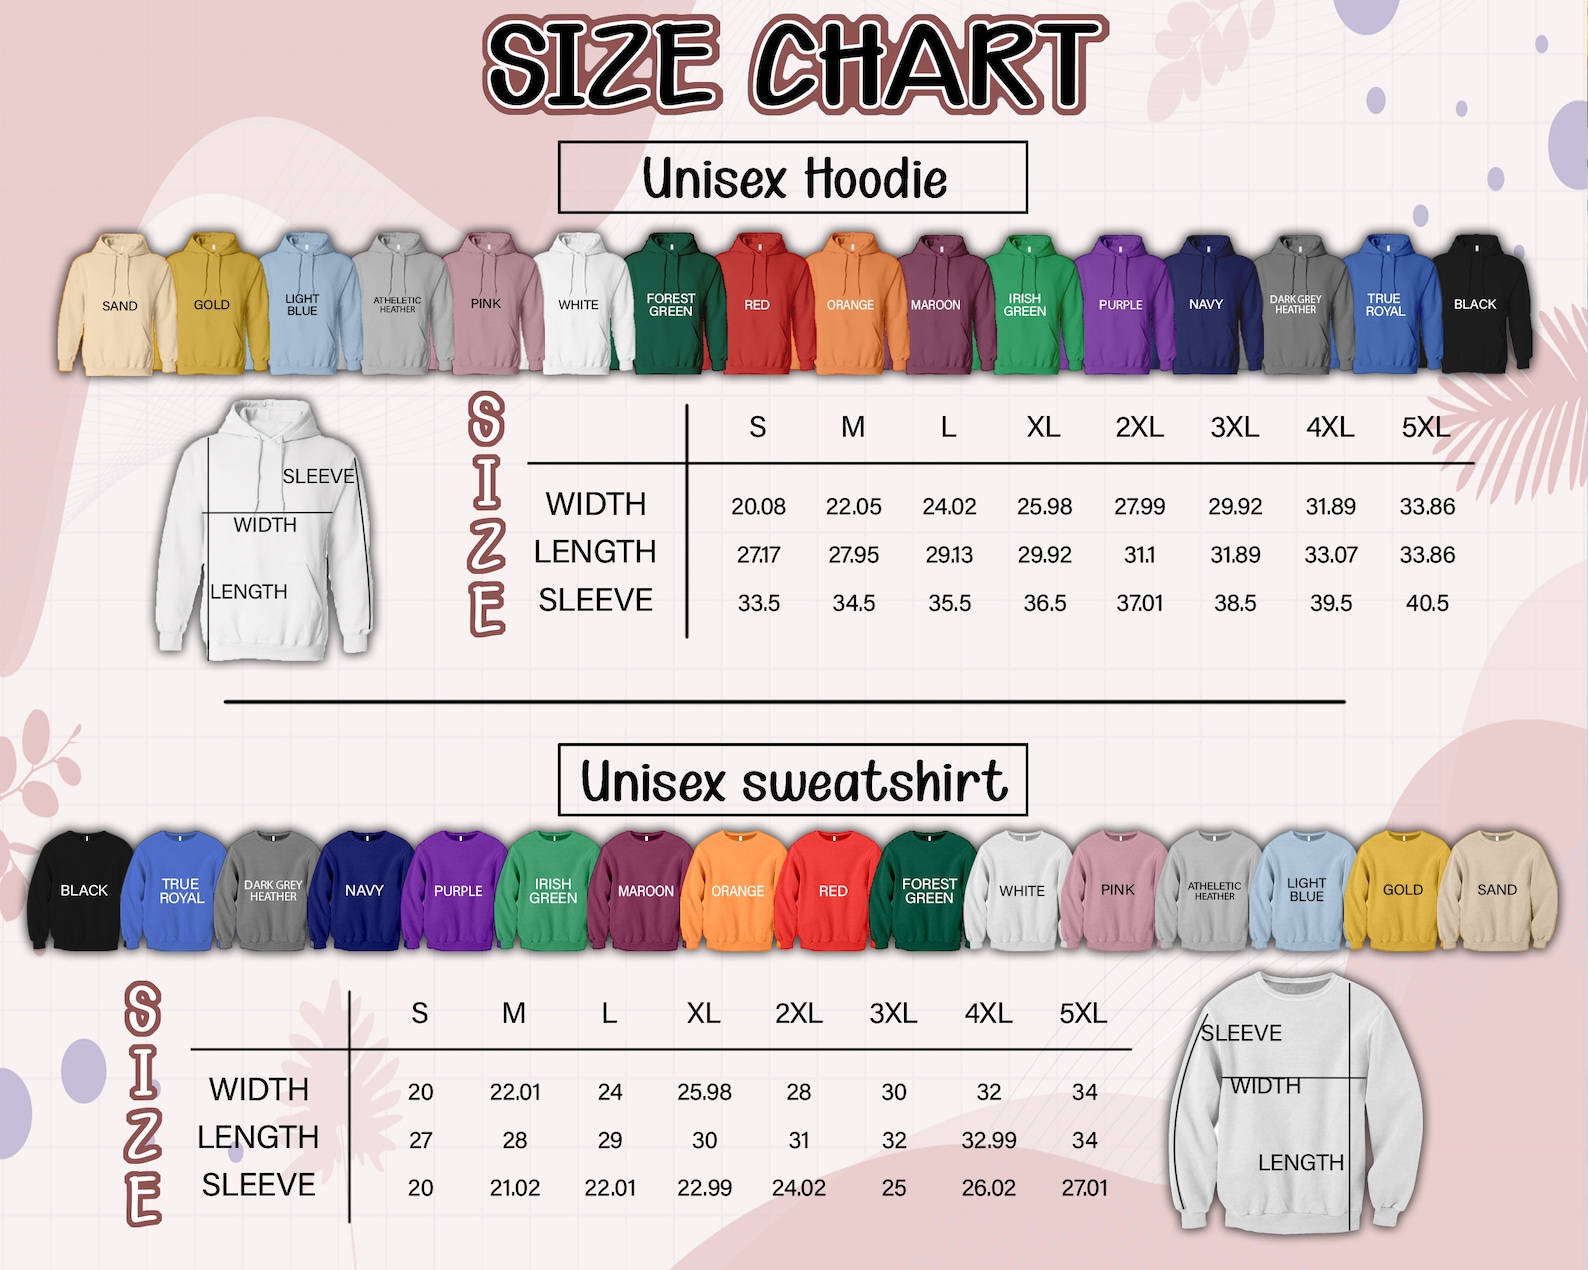 SIZE CHART
Unisex Hoodie
SAND
GOLD
LIGHT
BLUE
ATHELETIC
HEATHER
PINK
WHITE
FOREST
GREEN
RED
ORANGE
MAROON
IRISH
GREEN
PURPLE
NAVY
DARK GREY
HEATHER
TRUE
ROYAL
BLACK
SLEEVE
WIDTH
LENGTH
SIZE
S M L XL 2XL 3XL 4XL 5XL
WIDTH 20.08 22.05 24.02 25.98 27.99 29.92 31.89 33.86
LENGTH 27.17 27.95 29.13 29.92 31.1 31.89 33.07 33.86
SLEEVE 33.5 34.5 35.5 36.5 37.01 38.5 39.5 40.5
Unisex sweatshirt
BLACK
TRUE
ROYAL
DARK GREY
HEATHER
NAVY
PURPLE
IRISH
GREEN
MAROON
ORANGE
RED
FOREST
GREEN
WHITE
PINK
ATHELETIC
HEATHER
LIGHT
BLUE
GOLD
SAND
SIZE
S M L XL 2XL 3XL 4XL 5XL
WIDTH 20 22.01 24 25.98 28 30 32 34
LENGTH 27 28 29 30 31 32 32.99 34
SLEEVE 20 21.02 22.01 22.99 24.02 25 26.02 27.01
SLEEVE
WIDTH
LENGTH